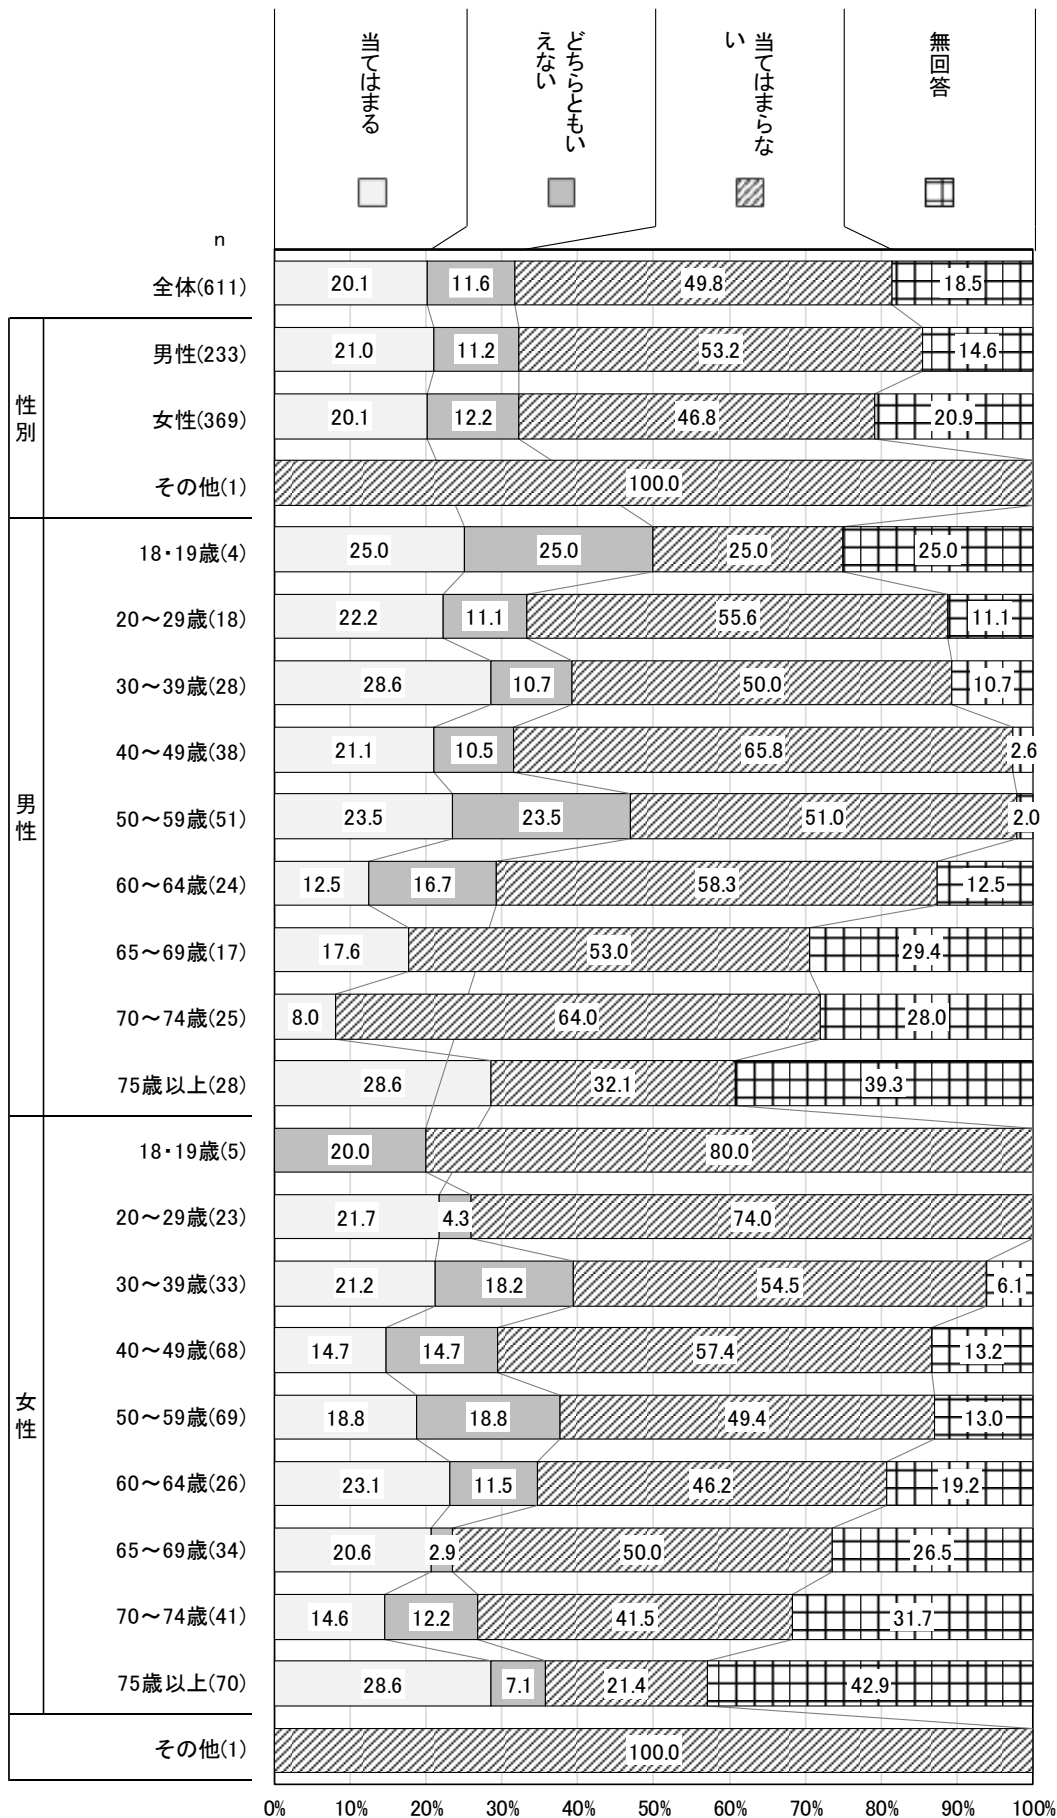 当てはまる
どちらともいえない
当てはまらない
無回答
n
全体(611) 20.1 11.6 49.8 18.5
性別
男性(233) 21.0 11.2 53.2 14.6
女性(369) 20.1 12.2 46.8 20.9
その他(1) 100.0
男性
18・19歳(4) 25.0 25.0 25.0 25.0
20～29歳(18) 22.2 11.1 55.6 11.1
30～39歳(28) 28.6 10.7 50.0 10.7
40～49歳(38) 21.1 10.5 65.8 2.6
50～59歳(51) 23.5 23.5 51.0 2.0
60～64歳(24) 12.5 16.7 58.3 12.5
65～69歳(17) 17.6 53.0 29.4
70～74歳(25) 8.0 64.0 28.0
75歳以上(28) 28.6 32.1 39.3
女性
18・19歳(5) 20.0 80.0
20～29歳(23) 21.7 4.3 74.0
30～39歳(33) 21.2 18.2 54.5 6.1
40～49歳(68) 14.7 14.7 57.4 13.2
50～59歳(69) 18.8 18.8 49.4 13.0
60～64歳(26) 23.1 11.5 46.2 19.2
65～69歳(34) 20.6 2.9 50.0 26.5
70～74歳(41) 14.6 12.2 41.5 31.7
75歳以上(70) 28.6 7.1 21.4 42.9
その他(1) 100.0
0% 10% 20% 30% 40% 50% 60% 70% 80% 90% 100%